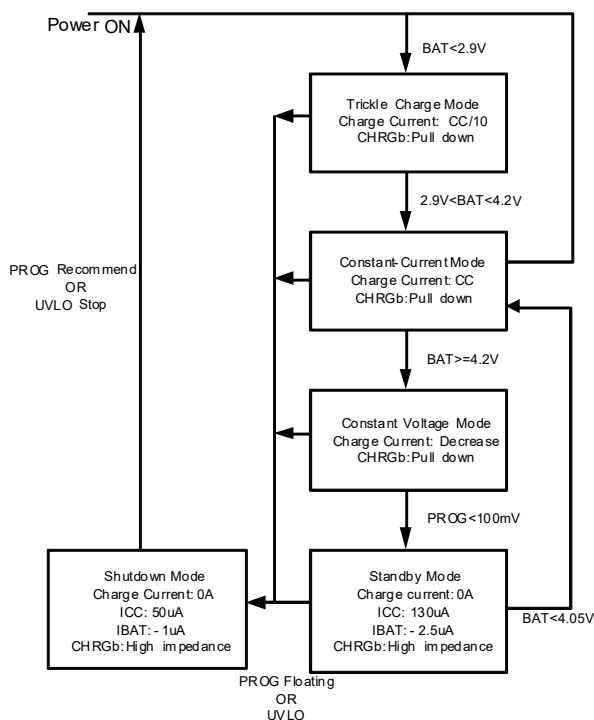 Power ON
BAT<2.9V
Trickle Charge Mode
Charge Current: CC/10
CHRGb:Pull down
2.9V<BAT<4.2V
PROG Recommend
OR
UVLO Stop
Constant-Current Mode
Charge Current: CC
CHRGb:Pull down
BAT>=4.2V
Constant Voltage Mode
Charge Current: Decrease
CHRGb:Pull down
PROG<100mV
Shutdown Mode
Charge Current: 0A
ICC: 50uA
IBAT: - 1uA
CHRGb:High impedance
Standby Mode
Charge current: 0A
ICC: 130uA
IBAT: - 2.5uA
CHRGb:High impedance
BAT<4.05V
PROG Floating
OR
UVLO